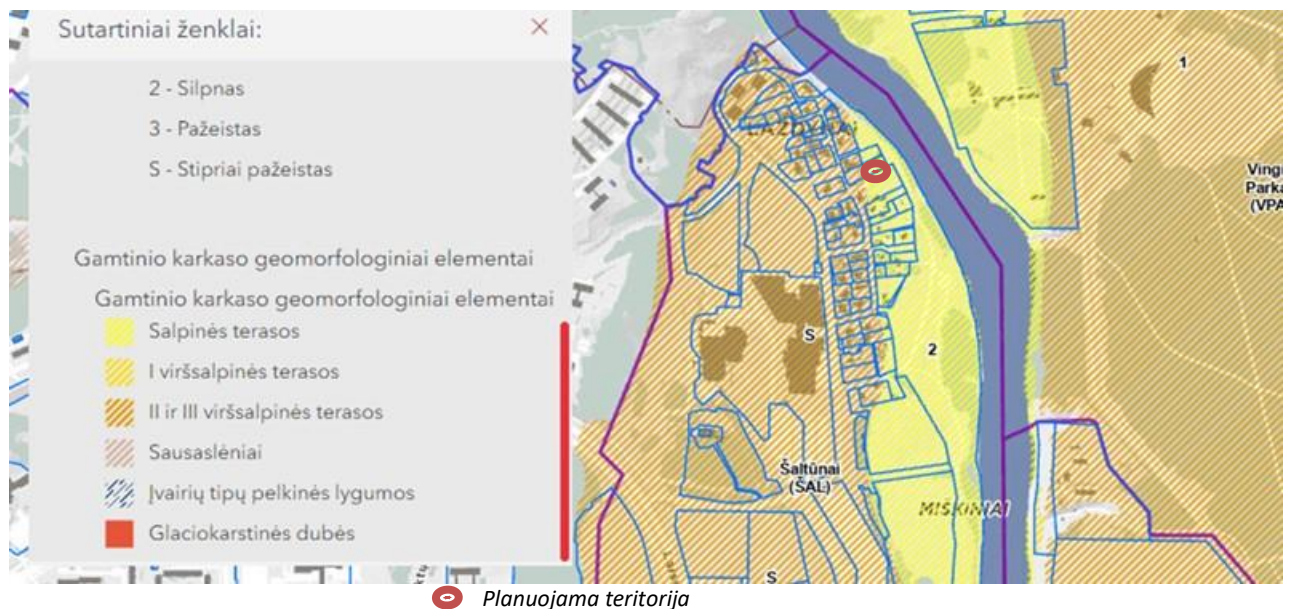 Sutartiniai ženklai:
2 - Silpnas
3 - Pažeistas
S - Stipriai pažeistas
Gamtinio karkaso geomorfologiniai elementai
Gamtinio karkaso geomorfologiniai elementai
Salpinės terasos
I viršsalpinės terasos
II ir III viršsalpinės terasos
Sausaslėniai
Įvairių tipų pelkinės lygumos
Glaciokarstinės dubės
1
LAZDYNAI
Vingi
Parka
(VPA
S
2
Šaltūnai
(ŠAL)
MIŠKINIAI
S
Planuojama teritorija